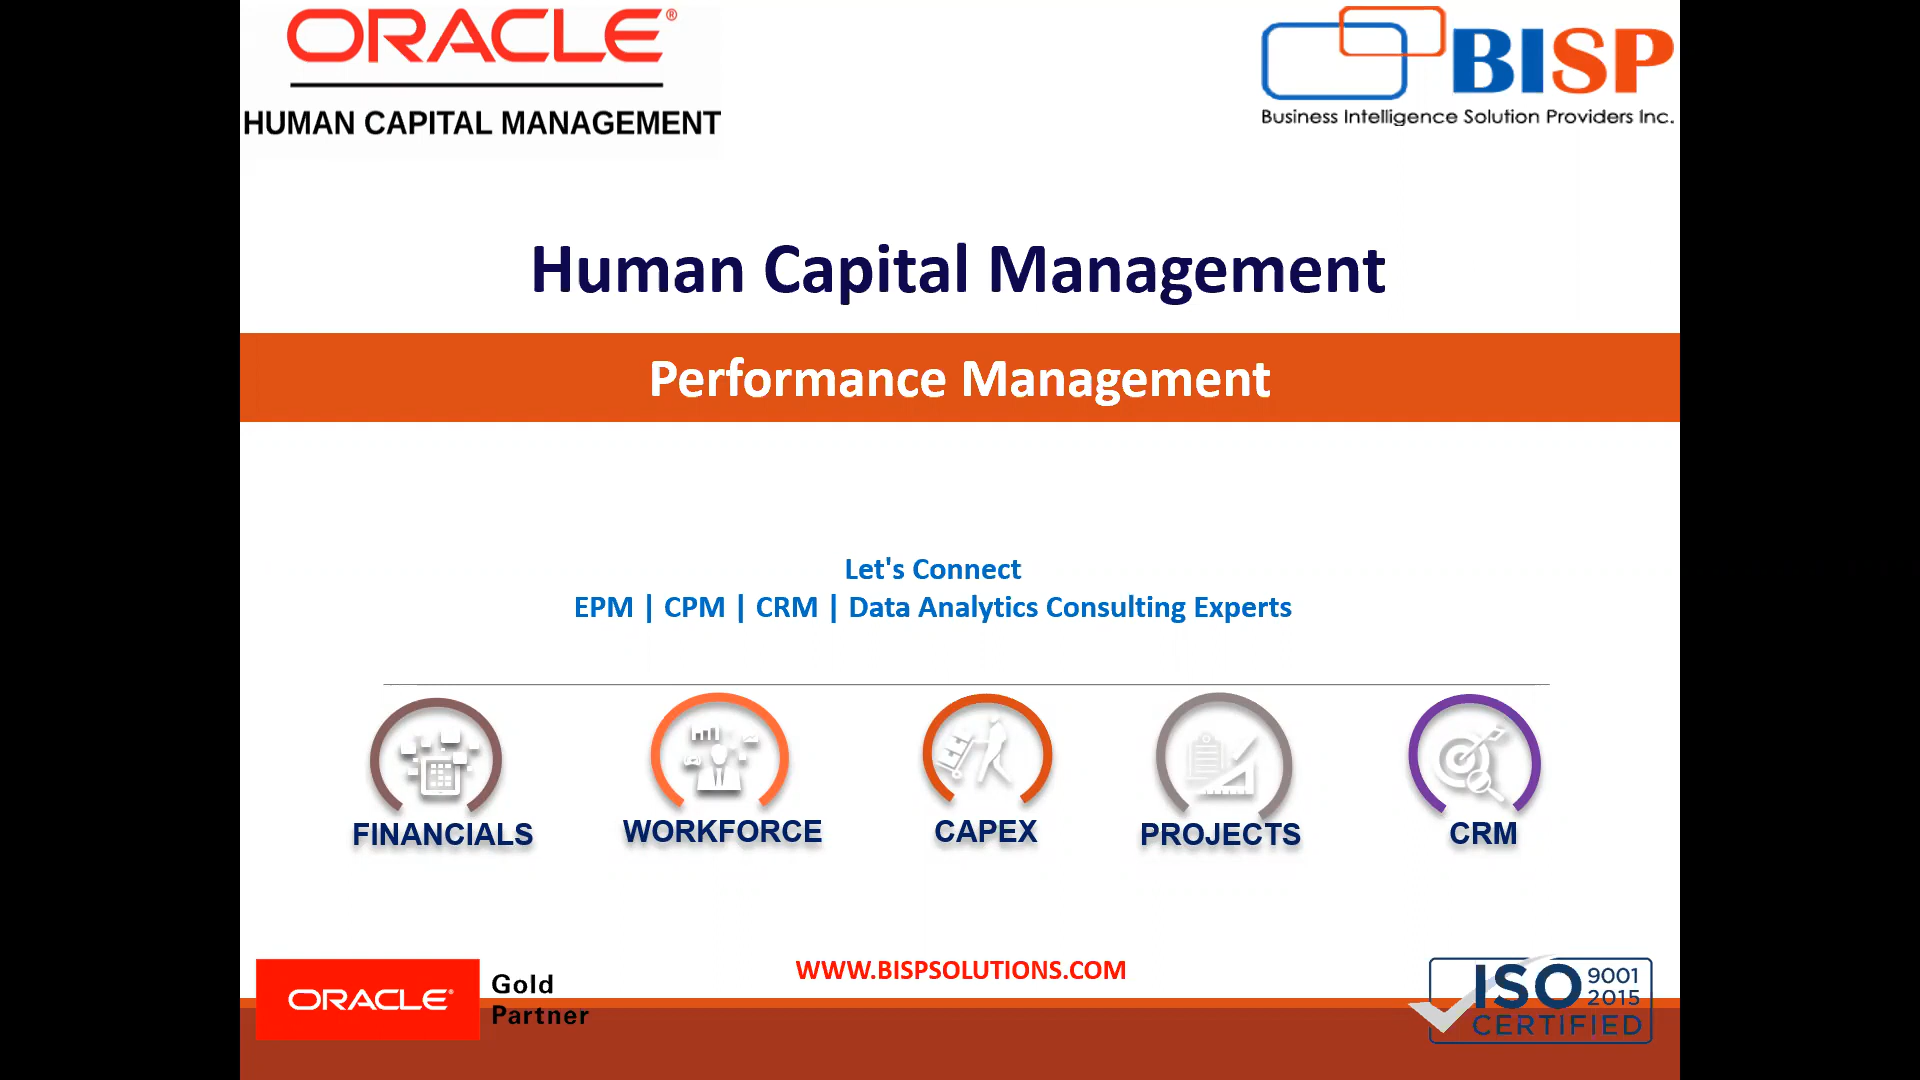 ORACLE®
HUMAN CAPITAL MANAGEMENT
BISP
Business Intelligence Solution Providers Inc.
Human Capital Management
Performance Management
Let's Connect
EPM | CPM | CRM | Data Analytics Consulting Experts
FINANCIALS
WORKFORCE
CAPEX
PROJECTS
CRM
ORACLE®
Gold
Partner
WWW.BISPSOLUTIONS.COM
ISO 9001
2015
CERTIFIED